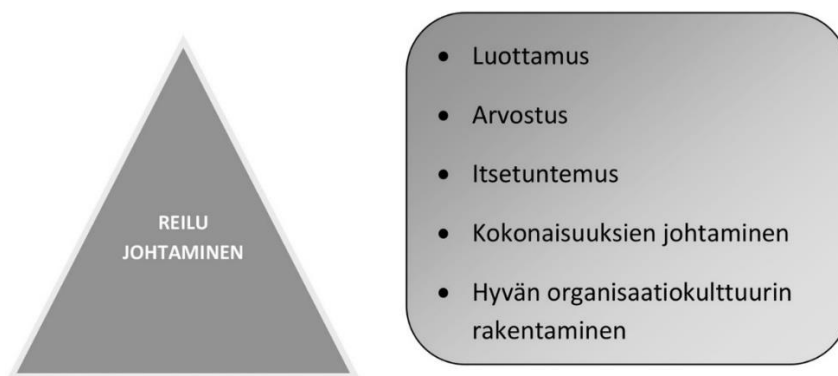 REILU
JOHTAMINEN
• Luottamus
• Arvostus
• Itsetuntemus
• Kokonaisuuksien johtaminen
• Hyvän organisaatiokulttuurin
rakentaminen